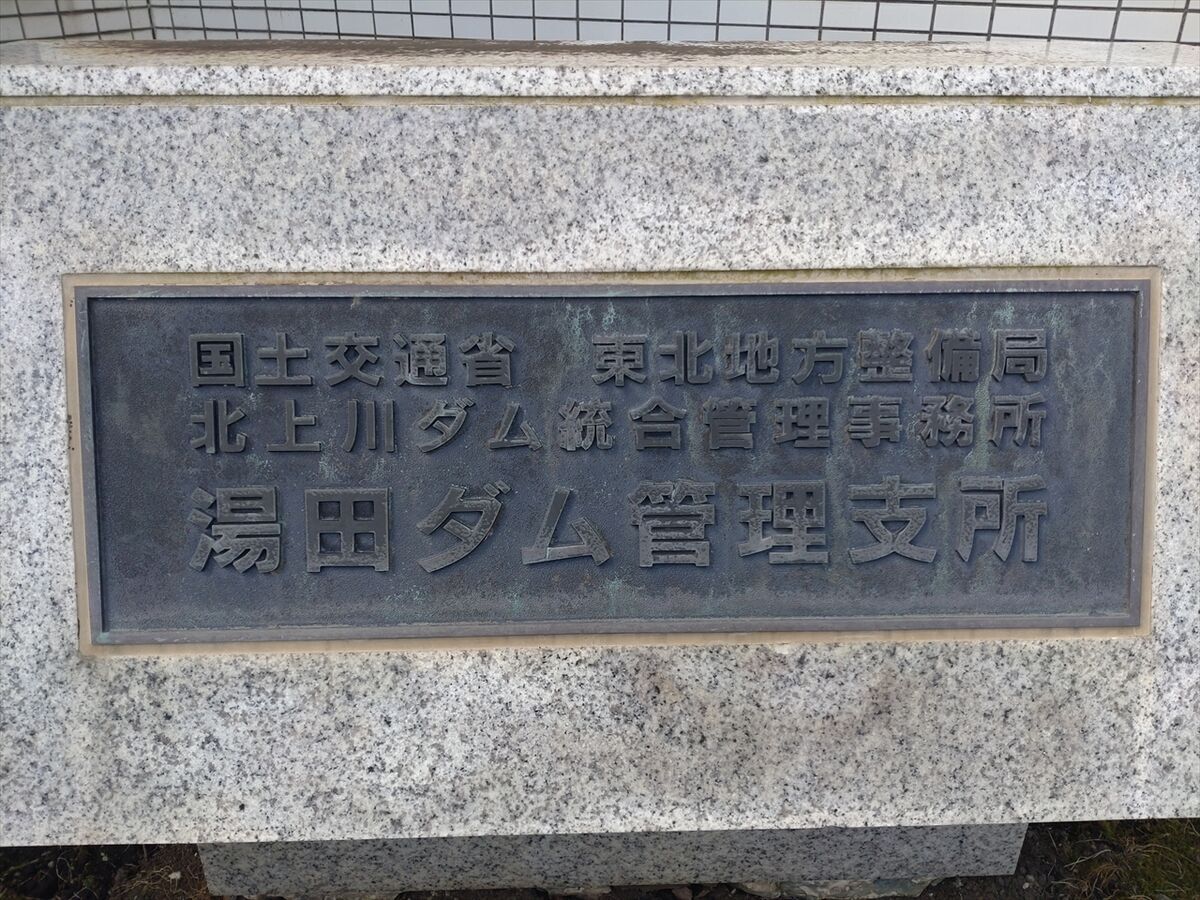 国土交通省　東北地方整備局
北上川ダム統合管理事務所
湯田ダム管理支所